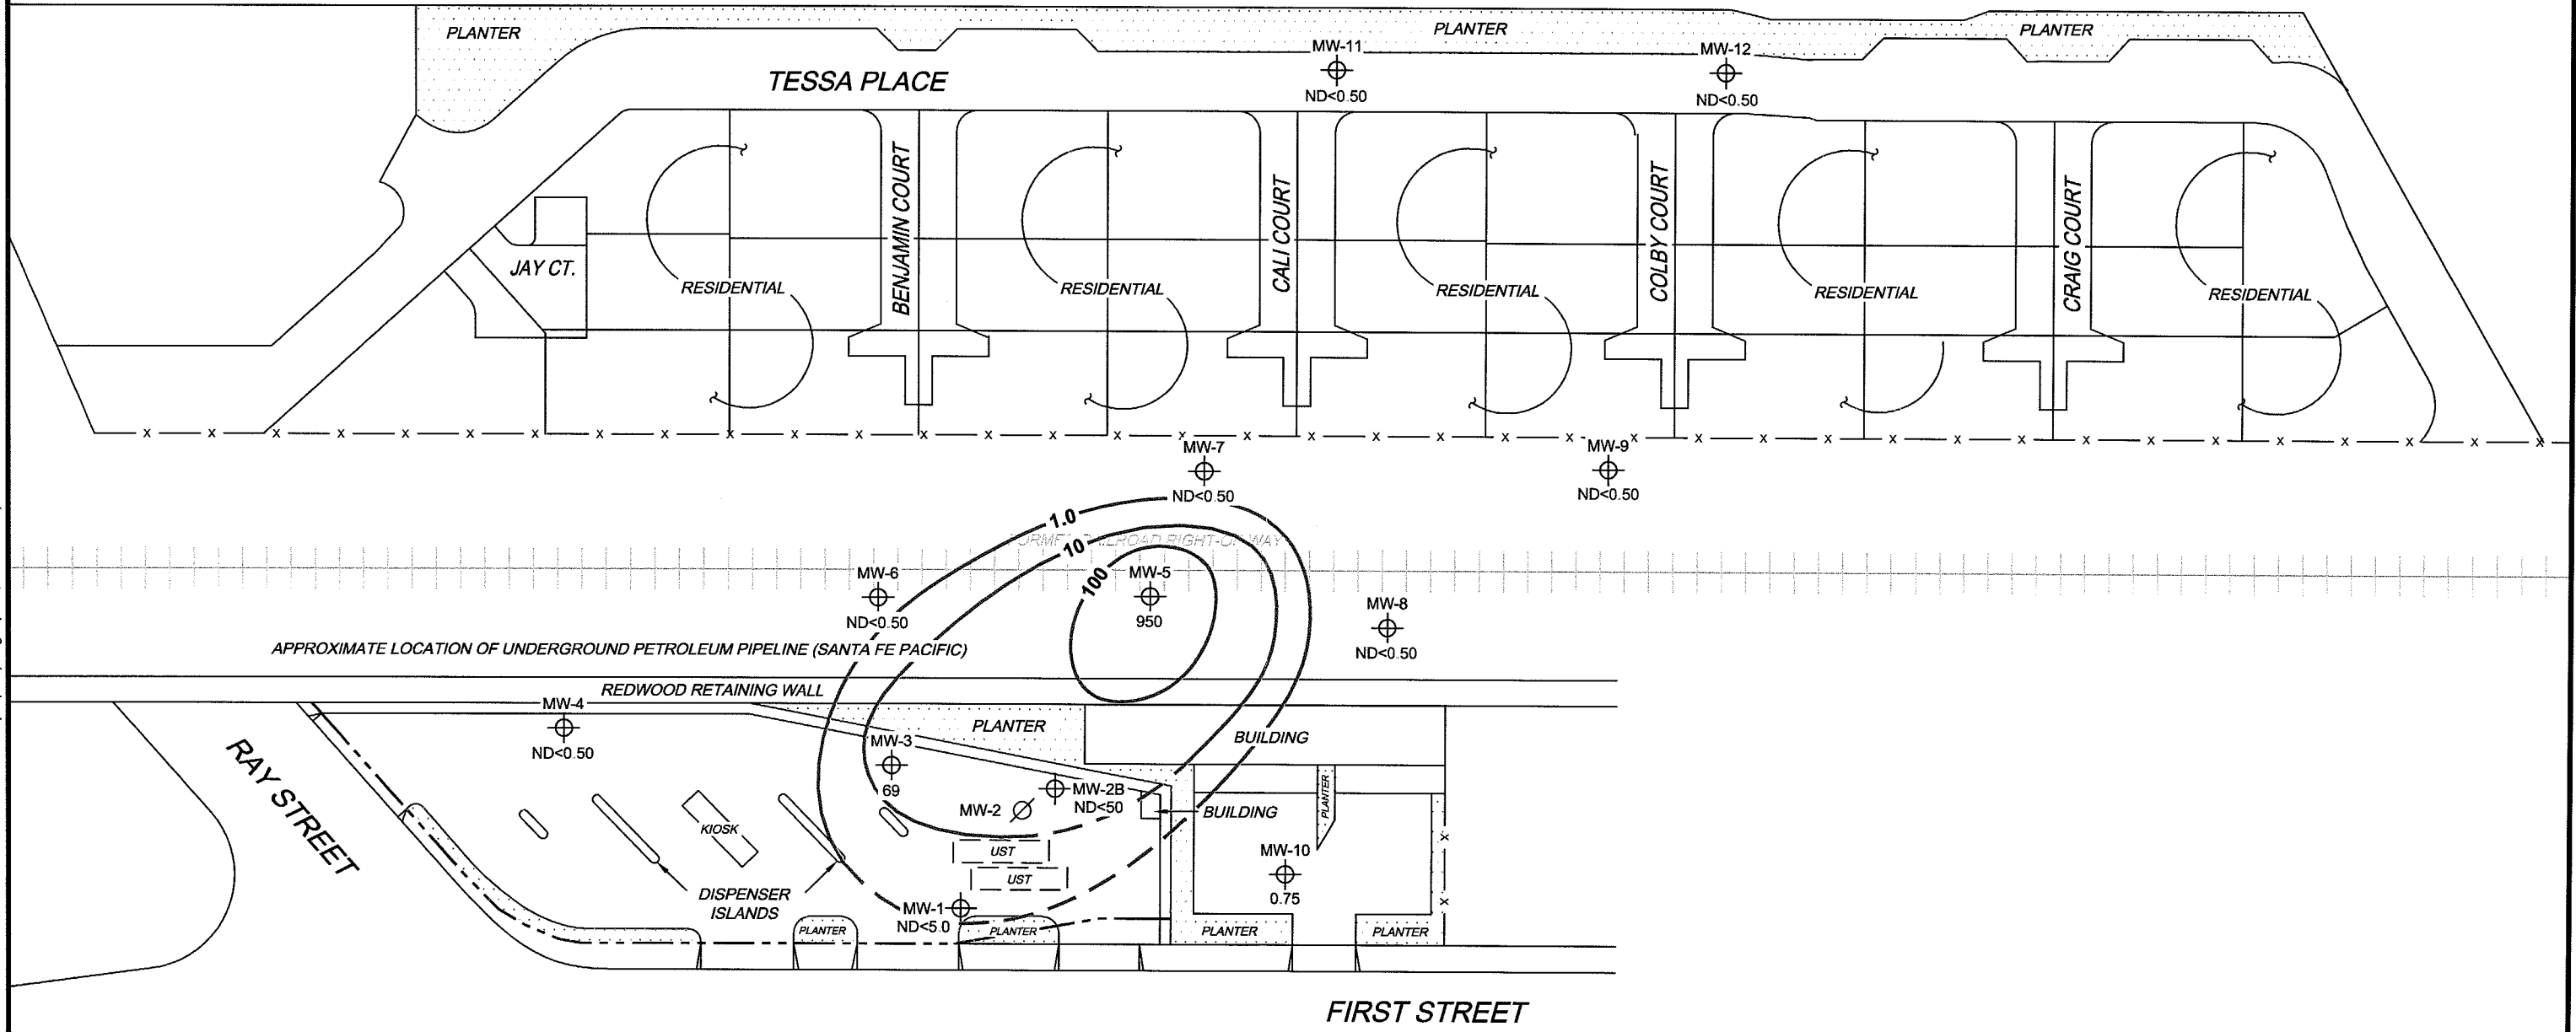 PLANTER
PLANTER
PLANTER
MW-11
MW-12
TESSA PLACE
ND<0.50
ND<0.50
BENJAMIN COURT
CALI COURT
COLBY COURT
CRAIG COURT
JAY CT.
RESIDENTIAL
RESIDENTIAL
RESIDENTIAL
RESIDENTIAL
RESIDENTIAL
x x x x x x x x x x x x x x x x x x x x x x x x x x x x x x x x x x x x x x
MW-7
MW-9
ND<0.50
ND<0.50
1.0
10
RAILROAD RIGHT-OF-WAY
100
MW-6
MW-5
MW-8
ND<0.50
950
ND<0.50
APPROXIMATE LOCATION OF UNDERGROUND PETROLEUM PIPELINE (SANTA FE PACIFIC)
REDWOOD RETAINING WALL
MW-4
ND<0.50
PLANTER
BUILDING
RAY STREET
MW-3
69
MW-2B
ND<50
MW-2
BUILDING
PLANTER
KIOSK
UST
UST
MW-10
0.75
DISPENSER
ISLANDS
MW-1
ND<5.0
PLANTER
PLANTER
PLANTER
PLANTER
x
x
FIRST STREET